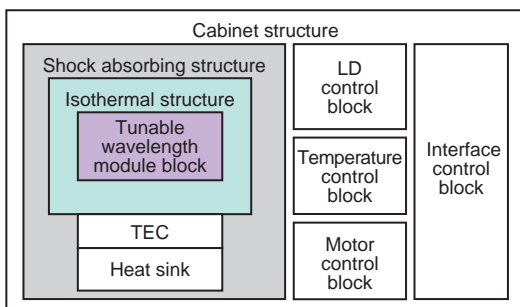 Cabinet structure
Shock absorbing structure
Isothermal structure
Tunable
wavelength
module block
TEC
Heat sink
LD
control
block
Temperature
control
block
Motor
control
block
Interface
control
block